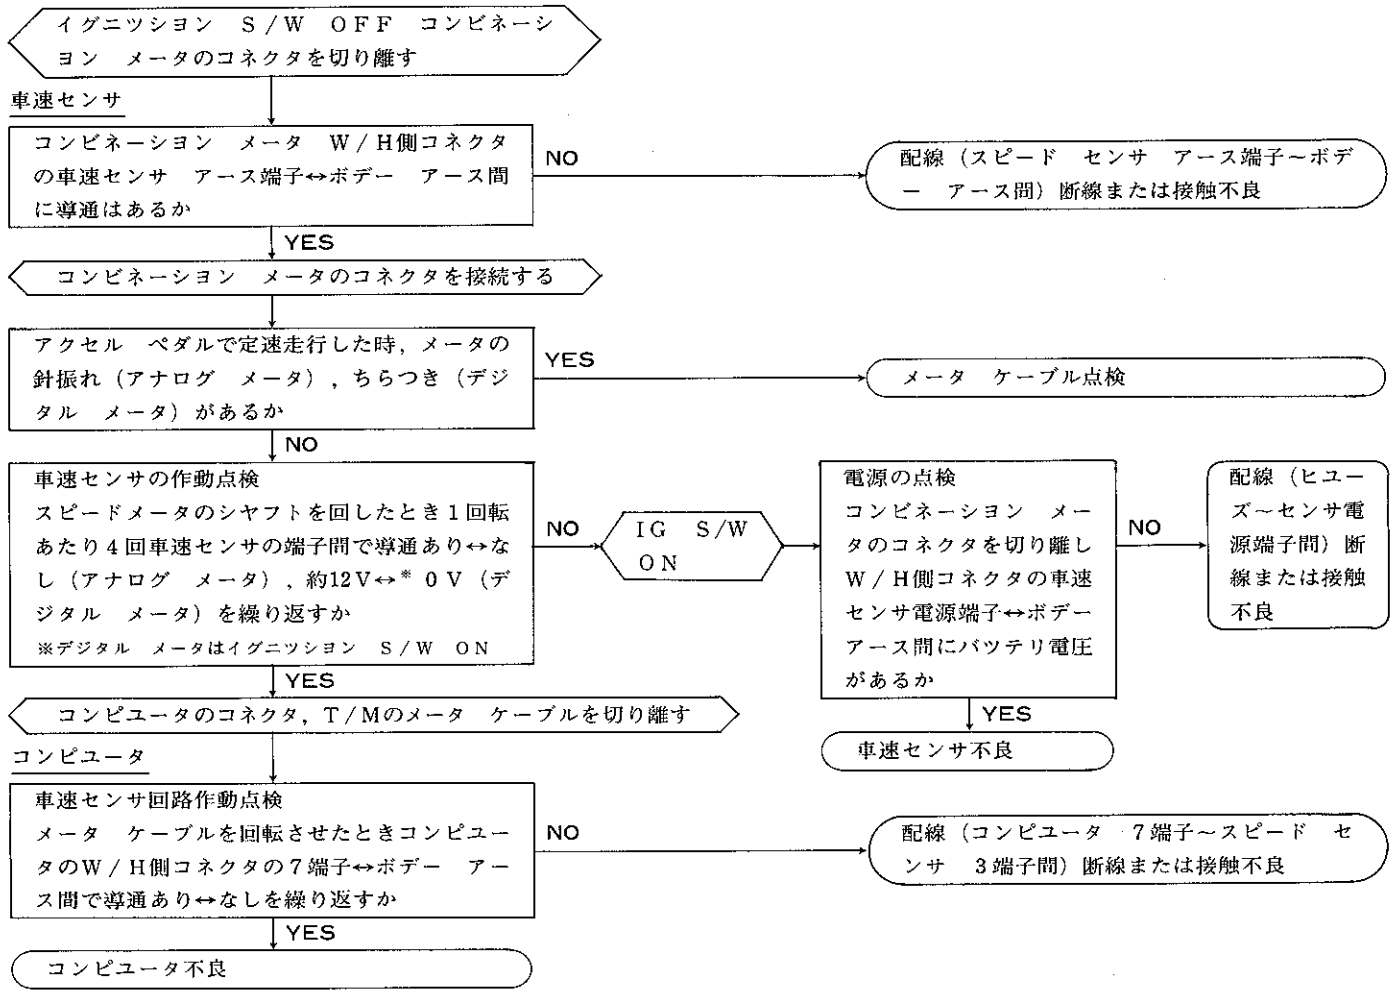 イグニツシヨン S/W OFF コンビネーシ
ヨン メータのコネクタを切り離す
車速センサ
コンビネーシヨン メータ W/H側コネクタ
の車速センサ アース端子↔ボデー アース間
に導通はあるか
NO
配線(スピード センサ アース端子~ボデ
ー アース間)断線または接触不良
YES
コンビネーシヨン メータのコネクタを接続する
アクセル ペダルで定速走行した時,メータの
針振れ(アナログ メータ),ちらつき(デジ
タル メータ)があるか
YES
メータ ケーブル点検
NO
車速センサの作動点検
スピードメータのシヤフトを回したとき1回転
あたり4回車速センサの端子間で導通あり↔な
し(アナログ メータ),約12V↔※0V(デ
ジタル メータ)を繰り返すか
※デジタル メータはイグニツシヨン S/W ON
NO
IG S/W
ON
電源の点検
コンビネーシヨン メー
タのコネクタを切り離し
W/H側コネクタの車速
センサ電源端子↔ボデー
アース間にバツテリ電圧
があるか
NO
配線(ヒユー
ズ~センサ電
源端子間)断
線または接触
不良
YES
車速センサ不良
YES
コンピユータのコネクタ,T/Mのメータ ケーブルを切り離す
コンピユータ
車速センサ回路作動点検
メータ ケーブルを回転させたときコンピユー
タのW/H側コネクタの7端子↔ボデー アー
ス間で導通あり↔なしを繰り返すか
NO
配線(コンピユータ 7端子~スピード セ
ンサ 3端子間)断線または接触不良
YES
コンピユータ不良